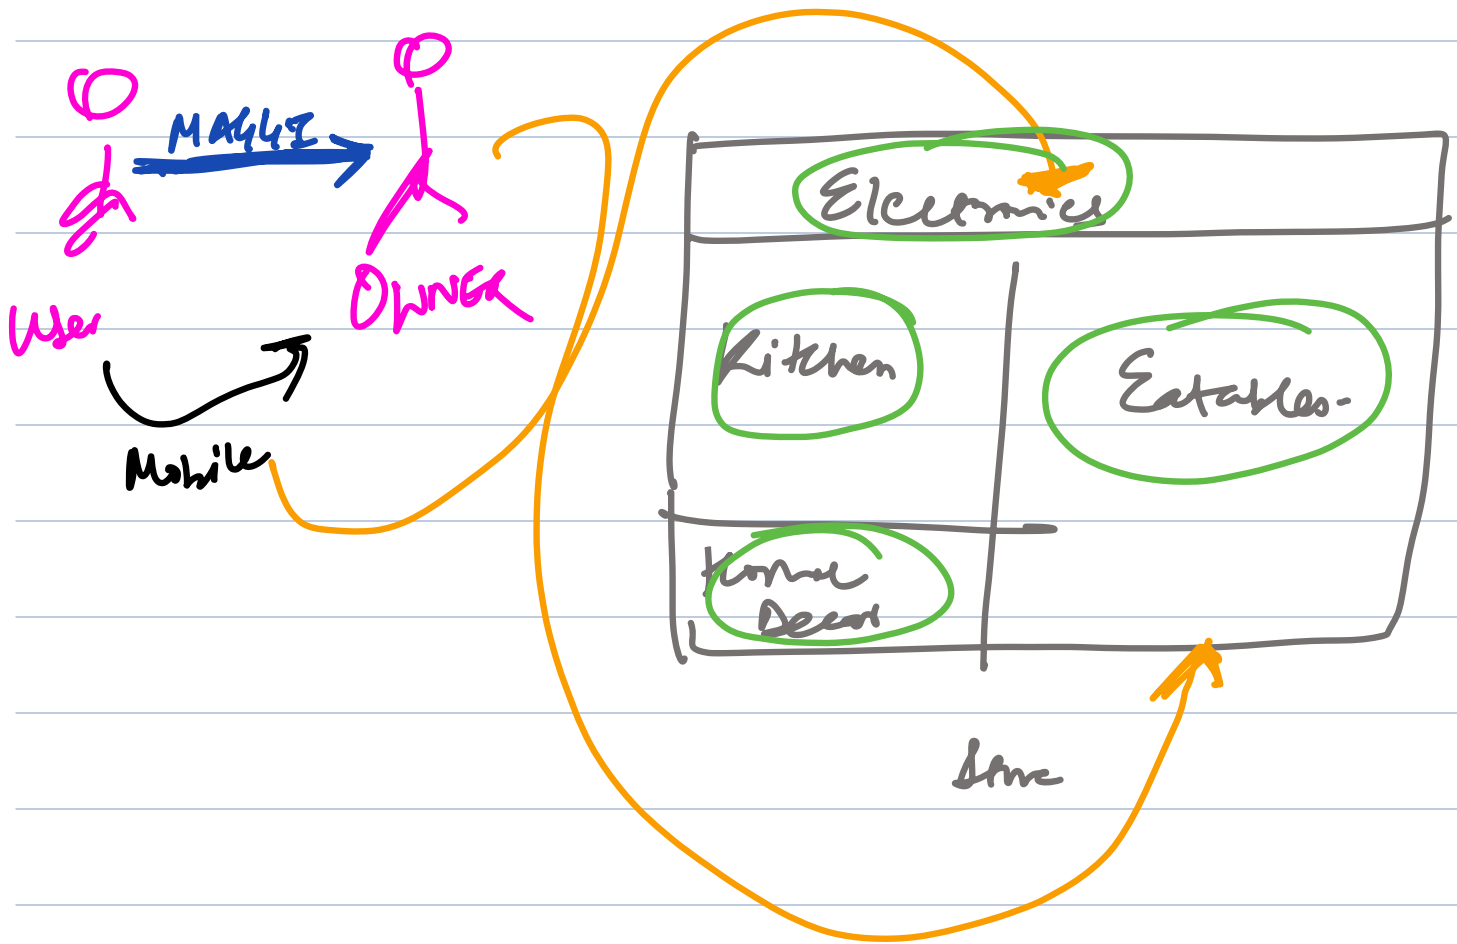 MAGGI
User
OWNER
Mobile
Electronics
Kitchen
Eatables
Home
Decor
Store